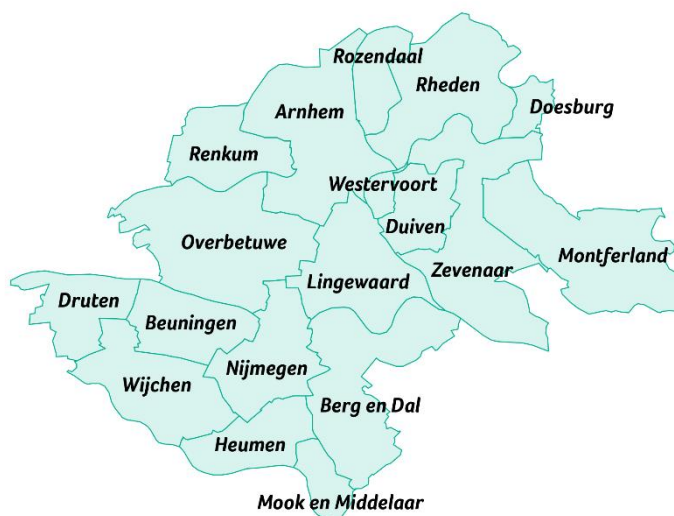 Rozendaal
Rheden
Arnhem
Doesburg
Renkum
Westervoort
Duiven
Overbetuwe
Montferland
Zevenaar
Lingewaard
Druten
Beuningen
Nijmegen
Wijchen
Berg en Dal
Heumen
Mook en Middelaar